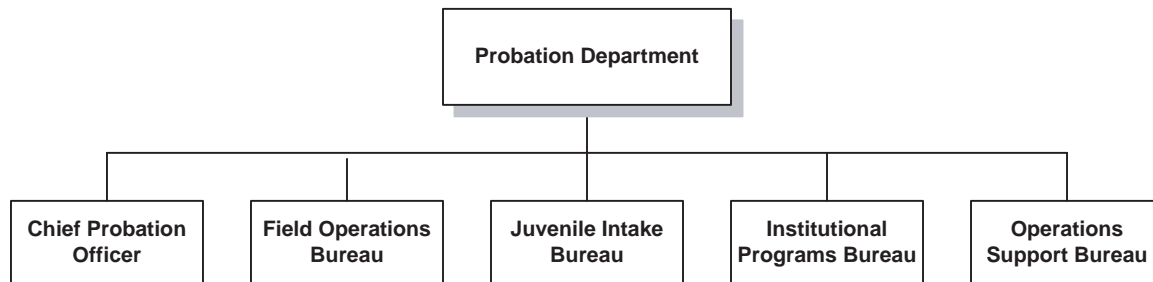 Probation Department
Chief Probation
Officer
Field Operations
Bureau
Juvenile Intake
Bureau
Institutional
Programs Bureau
Operations
Support Bureau